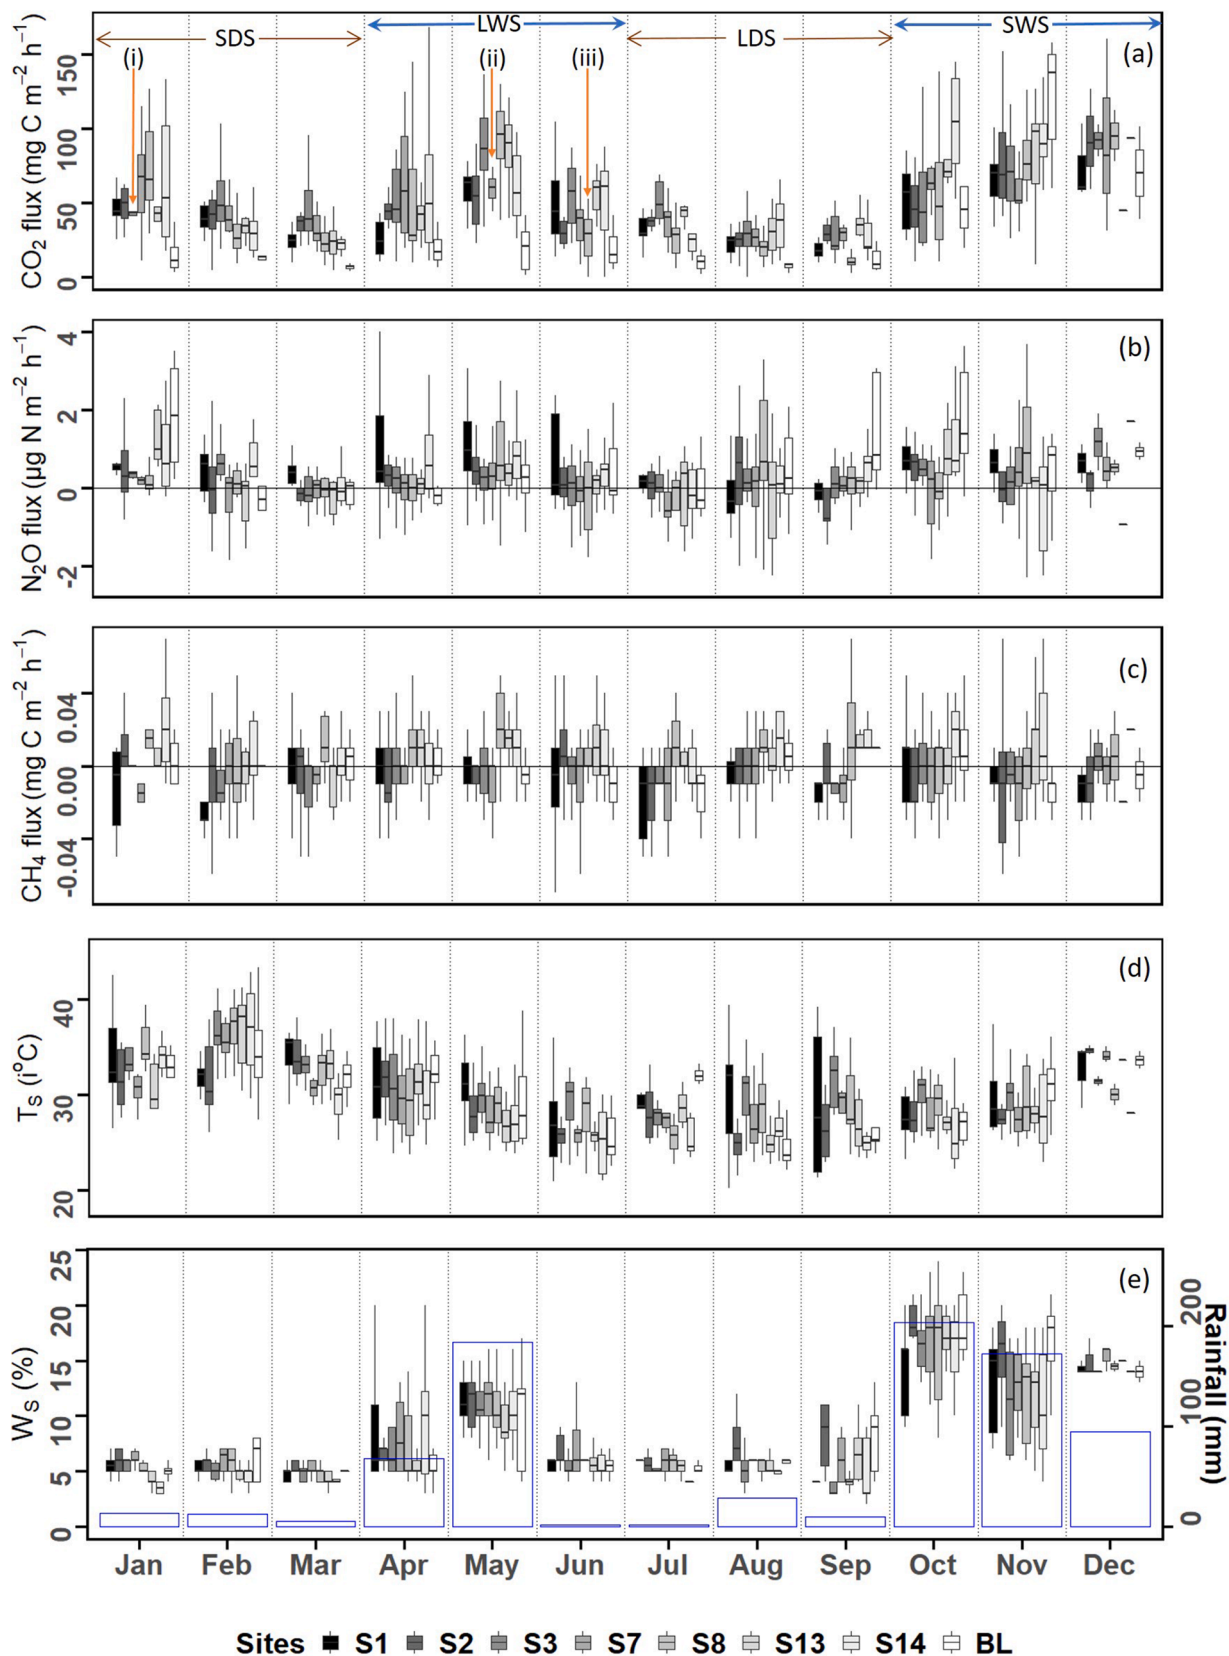 SDS
LWS
LDS
SWS
(i)
(ii)
(iii)
(a)
CO₂ flux (mg C m⁻² h⁻¹)
150
100
50
0
(b)
N₂O flux (µg N m⁻² h⁻¹)
4
2
0
-2
(c)
CH₄ flux (mg C m⁻² h⁻¹)
0.04
0.00
-0.04
(d)
Tₛ (i°C)
40
30
20
(e)
Wₛ (%)
25
20
15
10
5
0
200
100
0
Rainfall (mm)
Jan Feb Mar Apr May Jun Jul Aug Sep Oct Nov Dec
Sites S1 S2 S3 S7 S8 S13 S14 BL